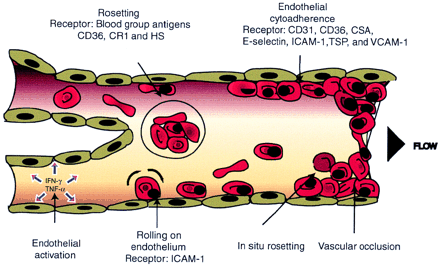 Rosetting
Receptor: Blood group antigens
CD36, CR1 and HS
Endothelial
cytoadherence
Receptor: CD31, CD36, CSA,
E-selectin, ICAM-1,TSP, and VCAM-1
FLOW
IFN-γ
TNF-α
Endothelial
activation
Rolling on
endothelium
Receptor: ICAM-1
In situ rosetting
Vascular occlusion